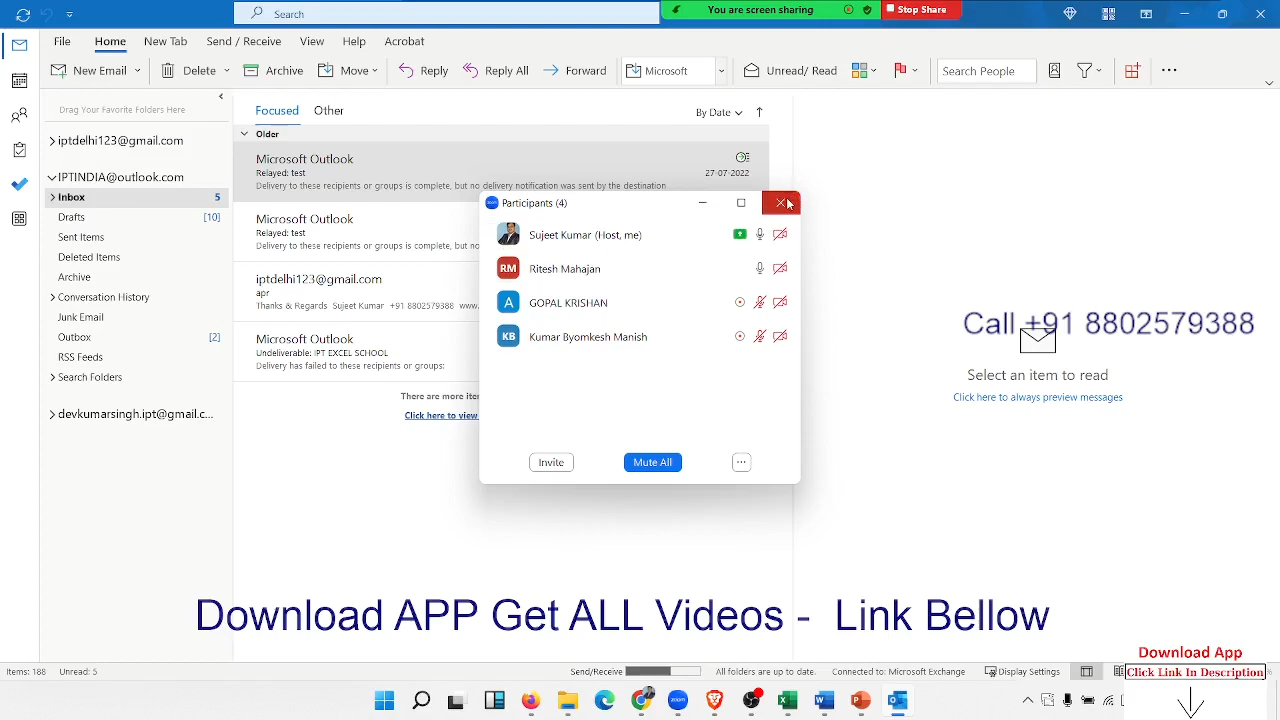 Search
You are screen sharing
Stop Share
File Home New Tab Send / Receive View Help Acrobat
New Email Delete Archive Move Reply Reply All Forward Microsoft Unread/ Read Search People
Drag Your Favorite Folders Here
iptdelhi123@gmail.com
IPTINDIA@outlook.com
Inbox 5
Drafts [10]
Sent Items
Deleted Items
Archive
Conversation History
Junk Email
Outbox [2]
RSS Feeds
Search Folders
devkumarsingh.ipt@gmail.c...
Focused Other By Date
Older
Microsoft Outlook
Relayed: test 27-07-2022
Delivery to these recipients or groups is complete, but no delivery notification was sent by the destination
Microsoft Outlook
Relayed: test
Delivery to these recipients or groups is
iptdelhi123@gmail.com
apr
Thanks & Regards Sujeet Kumar +91 8802579388 www.
Microsoft Outlook
Undeliverable: IPT EXCEL SCHOOL
Delivery has failed to these recipients or groups:
There are more iter
Click here to view
zoom Participants (4)
Sujeet Kumar (Host, me)
RM Ritesh Mahajan
A GOPAL KRISHAN
KB Kumar Byomkesh Manish
Invite Mute All ...
Call +91 8802579388
Select an item to read
Click here to always preview messages
Download APP Get ALL Videos - Link Bellow
Download App
Click Link In Description
Items: 188 Unread: 5 Send/Receive All folders are up to date. Connected to: Microsoft Exchange Display Settings
zoom